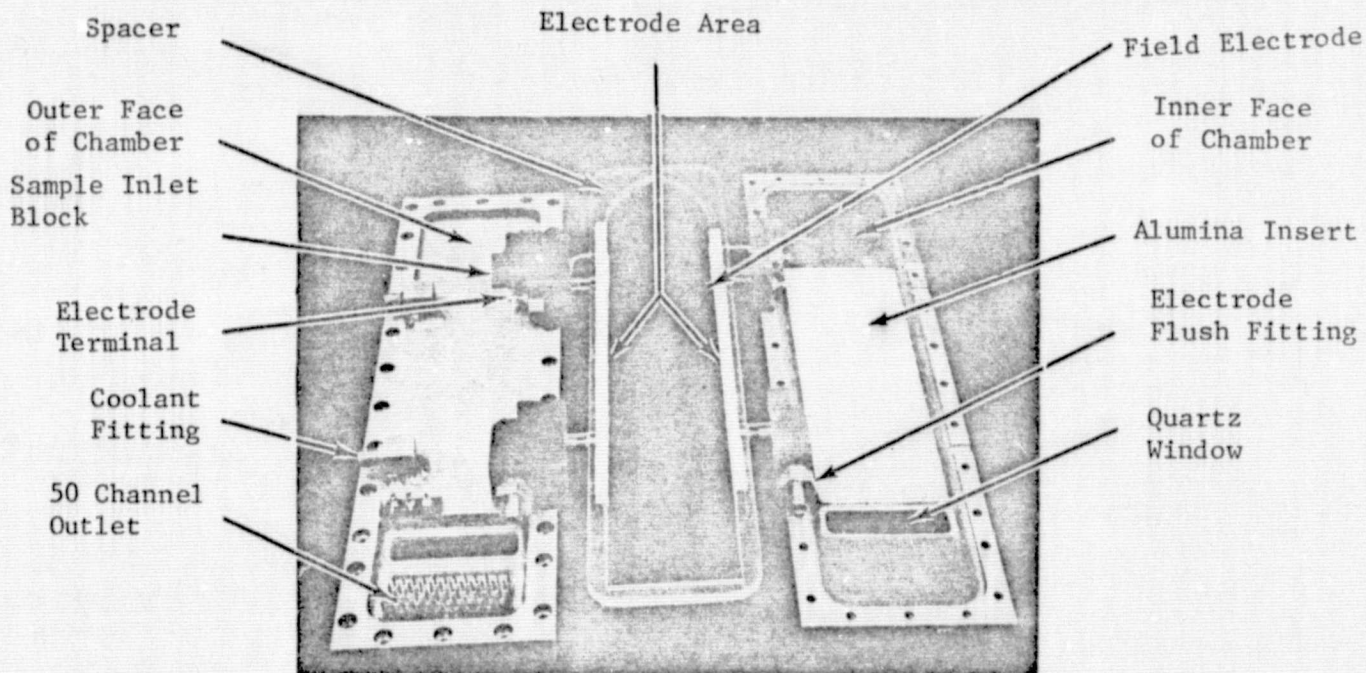 Electrode Area
Spacer
Outer Face
of Chamber
Sample Inlet
Block
Electrode
Terminal
Coolant
Fitting
50 Channel
Outlet
Field Electrode
Inner Face
of Chamber
Alumina Insert
Electrode
Flush Fitting
Quartz
Window